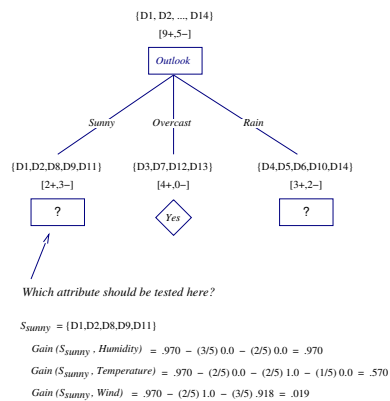 {D1, D2, ..., D14}
[9+,5−]
Outlook
Sunny Overcast Rain
{D1,D2,D8,D9,D11} {D3,D7,D12,D13} {D4,D5,D6,D10,D14}
[2+,3−] [4+,0−] [3+,2−]
? Yes ?
Which attribute should be tested here?
Ssunny = {D1,D2,D8,D9,D11}
Gain (Ssunny , Humidity) = .970 − (3/5) 0.0 − (2/5) 0.0 = .970
Gain (Ssunny , Temperature) = .970 − (2/5) 0.0 − (2/5) 1.0 − (1/5) 0.0 = .570
Gain (Ssunny , Wind) = .970 − (2/5) 1.0 − (3/5) .918 = .019